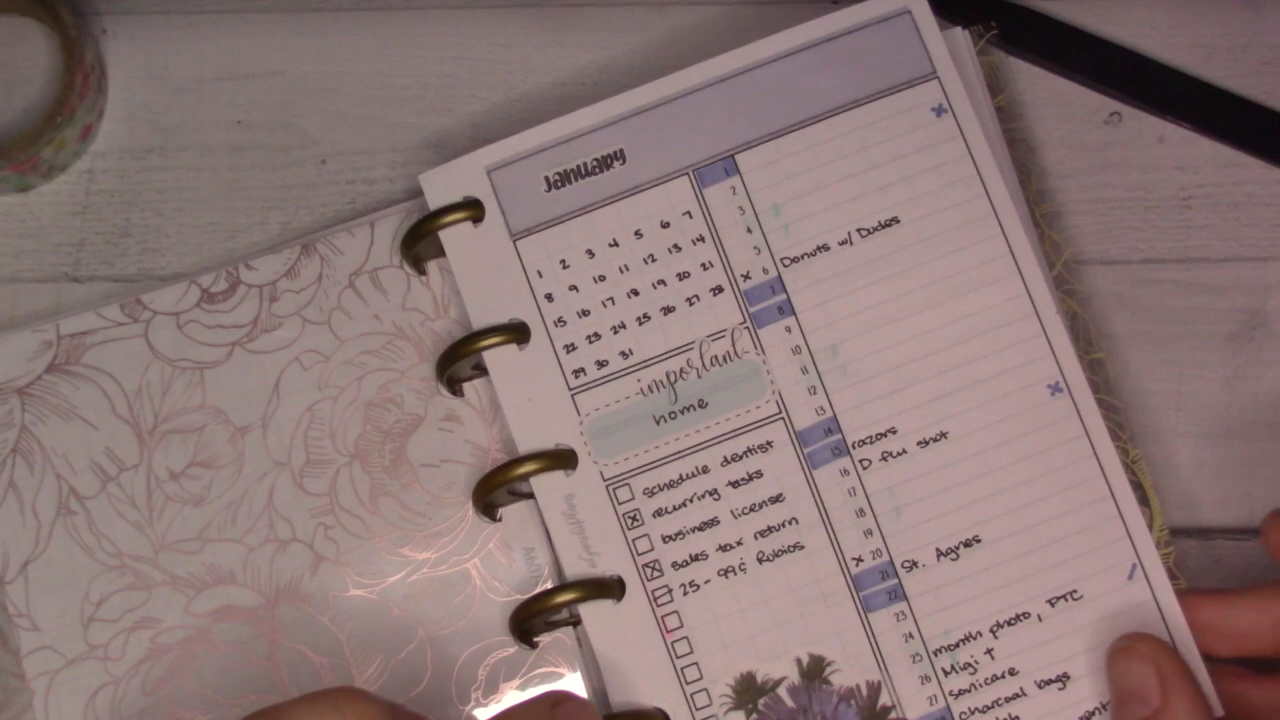 January
1 2 3 4 5 6 7
8 9 10 11 12 13 14
15 16 17 18 19 20 21
22 23 24 25 26 27 28
29 30 31
important
home
schedule dentist
x recurring tasks
business license
x sales tax return
25 - 99¢ Rubios
1
2
3
4
5
x 6 Donuts w/ Dudes
7
8
9
10
11
12
13
14
15 razors
16 D flu shot
17
18
19
x 20
21 St. Agnes
22
23
24
25 month photo, PTC
26 Migi †
27 sonicare
charcoal bags